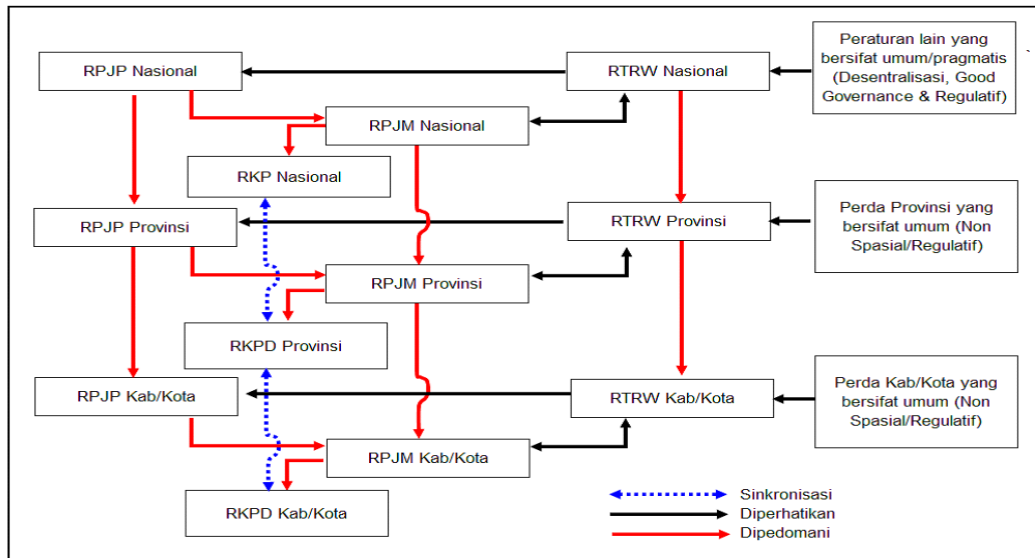 Peraturan lain yang
bersifat umum/pragmatis
(Desentralisasi, Good
Governance & Regulatif)
`
RPJP Nasional
RTRW Nasional
RPJM Nasional
RKP Nasional
RPJP Provinsi
RTRW Provinsi
Perda Provinsi yang
bersifat umum (Non
Spasial/Regulatif)
RPJM Provinsi
RKPD Provinsi
RPJP Kab/Kota
RTRW Kab/Kota
Perda Kab/Kota yang
bersifat umum (Non
Spasial/Regulatif)
RPJM Kab/Kota
RKPD Kab/Kota
Sinkronisasi
Diperhatikan
Dipedomani